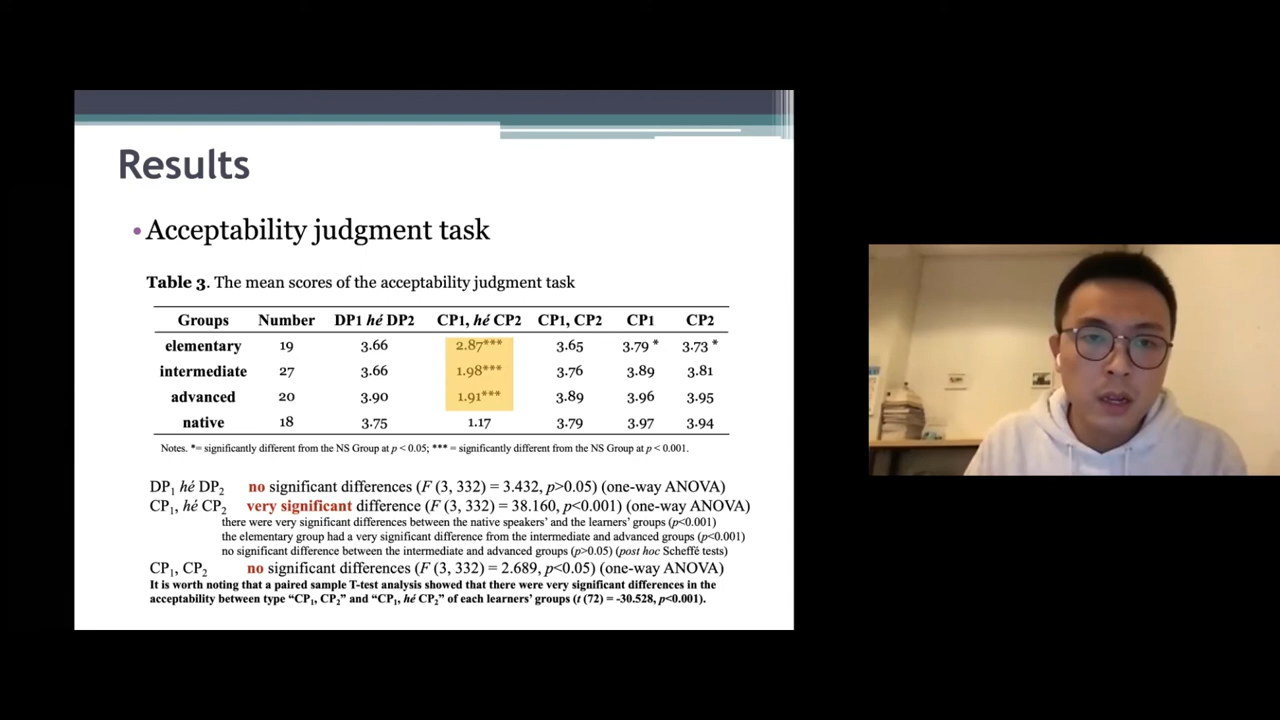 Results
• Acceptability judgment task
Table 3. The mean scores of the acceptability judgment task
Groups Number DP1 hé DP2 CP1, hé CP2 CP1, CP2 CP1 CP2
elementary 19 3.66 2.87*** 3.65 3.79 * 3.73 *
intermediate 27 3.66 1.98*** 3.76 3.89 3.81
advanced 20 3.90 1.91*** 3.89 3.96 3.95
native 18 3.75 1.17 3.79 3.97 3.94
Notes. *= significantly different from the NS Group at p < 0.05; *** = significantly different from the NS Group at p < 0.001.
DP₁ hé DP₂ no significant differences (F (3, 332) = 3.432, p>0.05) (one-way ANOVA)
CP₁, hé CP₂ very significant difference (F (3, 332) = 38.160, p<0.001) (one-way ANOVA)
there were very significant differences between the native speakers' and the learners' groups (p<0.001)
the elementary group had a very significant difference from the intermediate and advanced groups (p<0.001)
no significant difference between the intermediate and advanced groups (p>0.05) (post hoc Scheffé tests)
CP₁, CP₂ no significant differences (F (3, 332) = 2.689, p<0.05) (one-way ANOVA)
It is worth noting that a paired sample T-test analysis showed that there were very significant differences in the
acceptability between type “CP₁, CP₂” and “CP₁, hé CP₂” of each learners' groups (t (72) = -30.528, p<0.001).